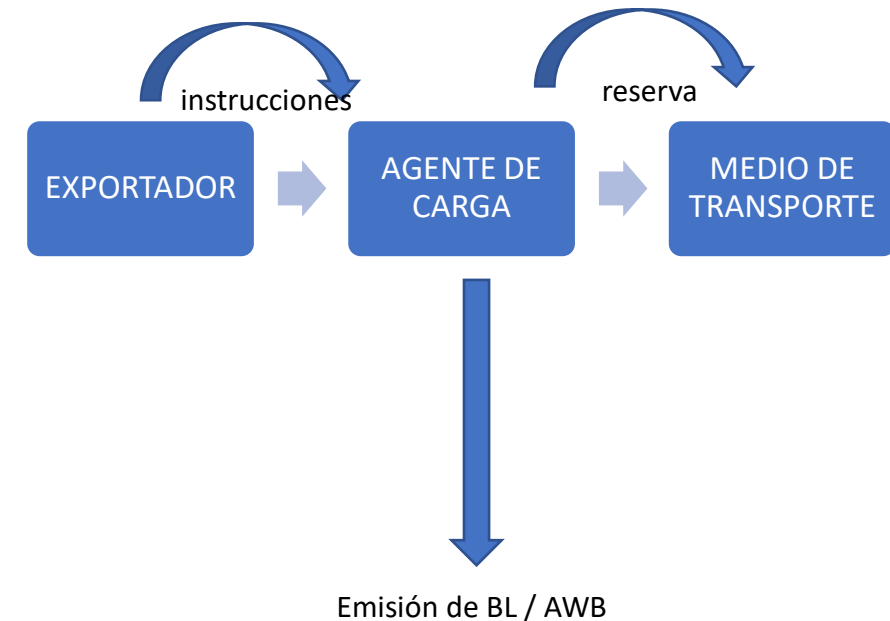 instrucciones
reserva
EXPORTADOR
AGENTE DE
CARGA
MEDIO DE
TRANSPORTE
Emisión de BL / AWB